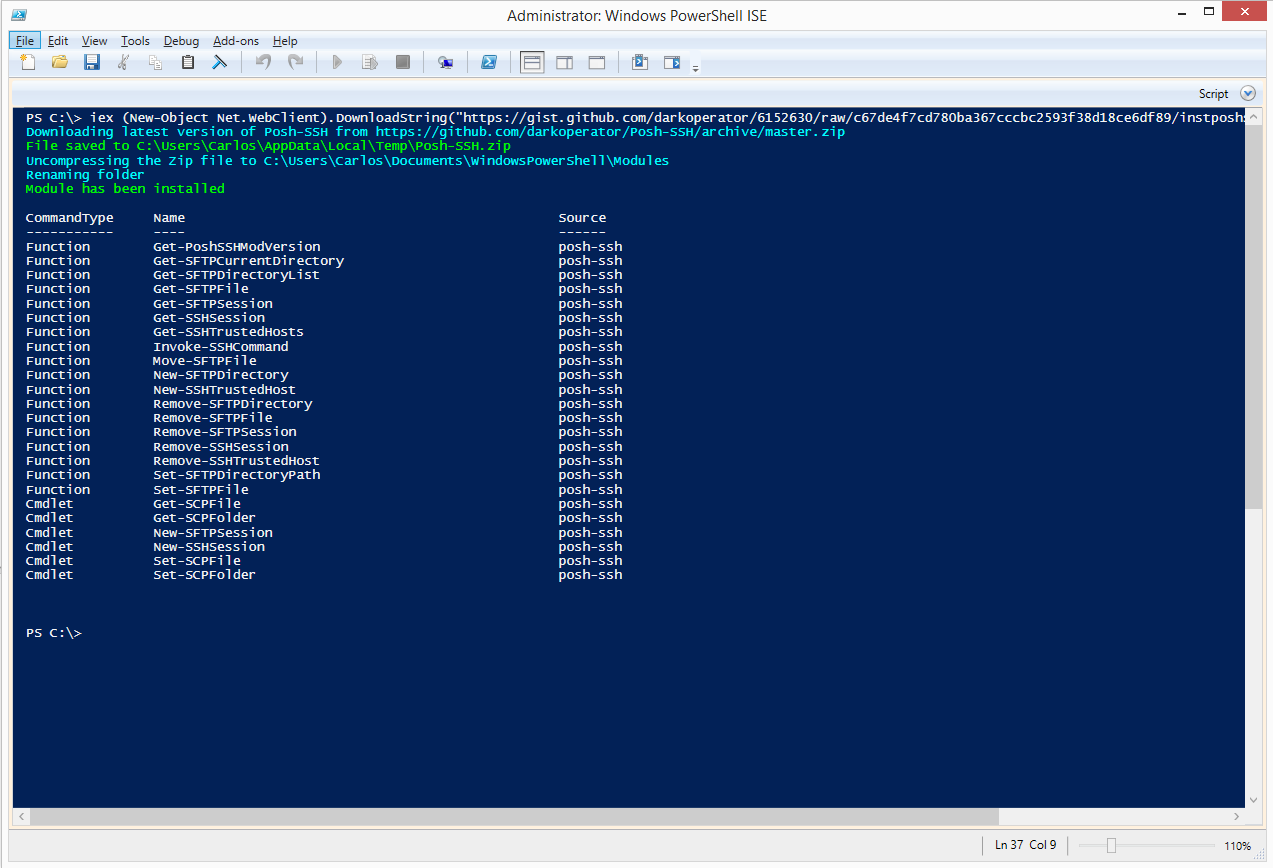 Administrator: Windows PowerShell ISE
File Edit View Tools Debug Add-ons Help
Script
PS C:\> iex (New-Object Net.WebClient).DownloadString("https://gist.github.com/darkoperator/6152630/raw/c67de4f7cd780ba367cccbc2593f38d18ce6df89/instposhs
Downloading latest version of Posh-SSH from https://github.com/darkoperator/Posh-SSH/archive/master.zip
File saved to C:\Users\Carlos\AppData\Local\Temp\Posh-SSH.zip
Uncompressing the Zip file to C:\Users\Carlos\Documents\WindowsPowerShell\Modules
Renaming folder
Module has been installed
CommandType Name Source
----------- ---- ------
Function Get-PoshSSHModVersion posh-ssh
Function Get-SFTPCurrentDirectory posh-ssh
Function Get-SFTPDirectoryList posh-ssh
Function Get-SFTPFile posh-ssh
Function Get-SFTPSession posh-ssh
Function Get-SSHSession posh-ssh
Function Get-SSHTrustedHosts posh-ssh
Function Invoke-SSHCommand posh-ssh
Function Move-SFTPFile posh-ssh
Function New-SFTPDirectory posh-ssh
Function New-SSHTrustedHost posh-ssh
Function Remove-SFTPDirectory posh-ssh
Function Remove-SFTPFile posh-ssh
Function Remove-SFTPSession posh-ssh
Function Remove-SSHSession posh-ssh
Function Remove-SSHTrustedHost posh-ssh
Function Set-SFTPDirectoryPath posh-ssh
Function Set-SFTPFile posh-ssh
Cmdlet Get-SCPFile posh-ssh
Cmdlet Get-SCPFolder posh-ssh
Cmdlet New-SFTPSession posh-ssh
Cmdlet New-SSHSession posh-ssh
Cmdlet Set-SCPFile posh-ssh
Cmdlet Set-SCPFolder posh-ssh
PS C:\>
Ln 37 Col 9 110%